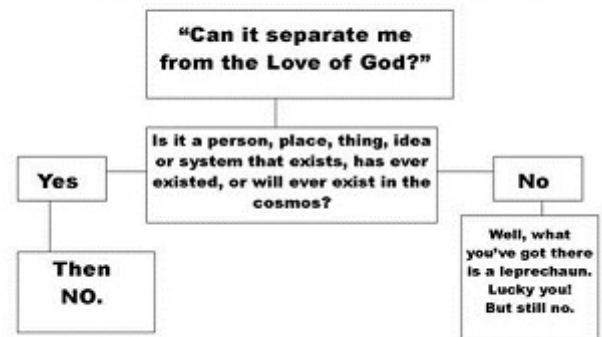 “Can it separate me
from the Love of God?”
Is it a person, place, thing, idea
or system that exists, has ever
existed, or will ever exist in the
cosmos?
Yes
No
Then
NO.
Well, what
you’ve got there
is a leprechaun.
Lucky you!
But still no.